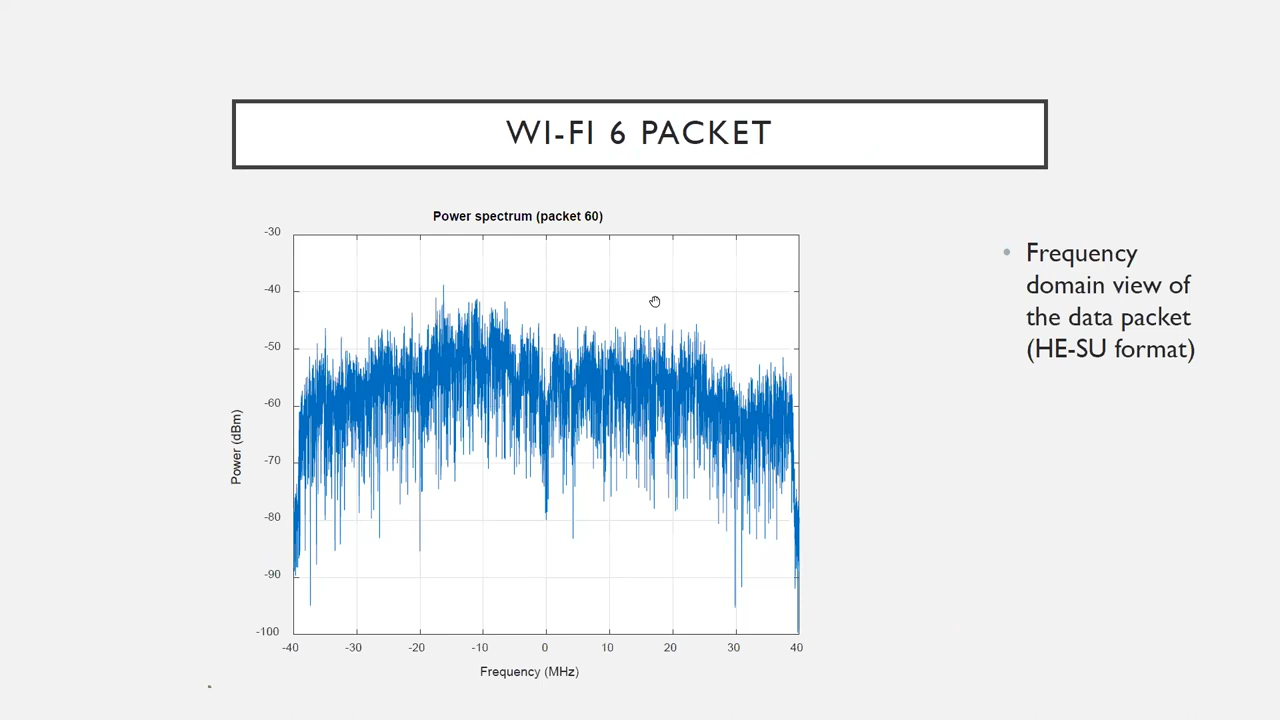 WI-FI 6 PACKET
Power spectrum (packet 60)
-30
-40
-50
-60
-70
-80
-90
-100
Power (dBm)
-40 -30 -20 -10 0 10 20 30 40
Frequency (MHz)
• Frequency
domain view of
the data packet
(HE-SU format)